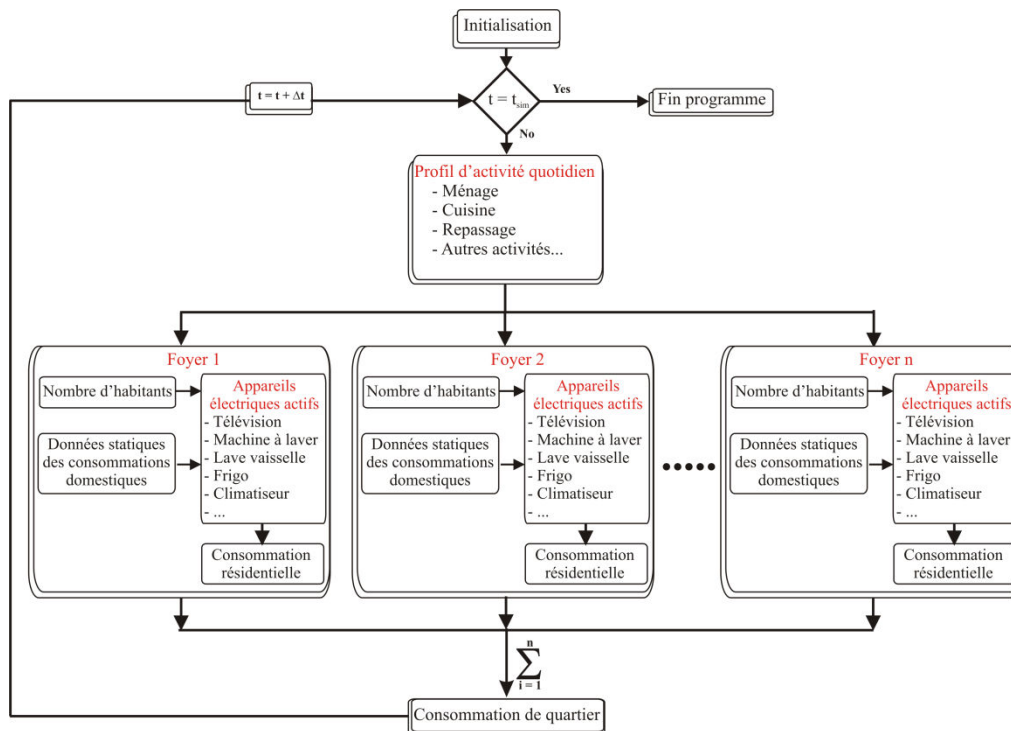 Initialisation
t = t + Δt
t = tsim
Yes
Fin programme
No
Profil d’activité quotidien
- Ménage
- Cuisine
- Repassage
- Autres activités...
Foyer 1
Nombre d’habitants
Données statiques
des consommations
domestiques
Appareils
électriques actifs
- Télévision
- Machine à laver
- Lave vaisselle
- Frigo
- Climatiseur
- ...
Consommation
résidentielle
Foyer 2
Nombre d’habitants
Données statiques
des consommations
domestiques
Appareils
électriques actifs
- Télévision
- Machine à laver
- Lave vaisselle
- Frigo
- Climatiseur
- ...
Consommation
résidentielle
Foyer n
Nombre d’habitants
Données statiques
des consommations
domestiques
Appareils
électriques actifs
- Télévision
- Machine à laver
- Lave vaisselle
- Frigo
- Climatiseur
- ...
Consommation
résidentielle
n
∑
i = 1
Consommation de quartier